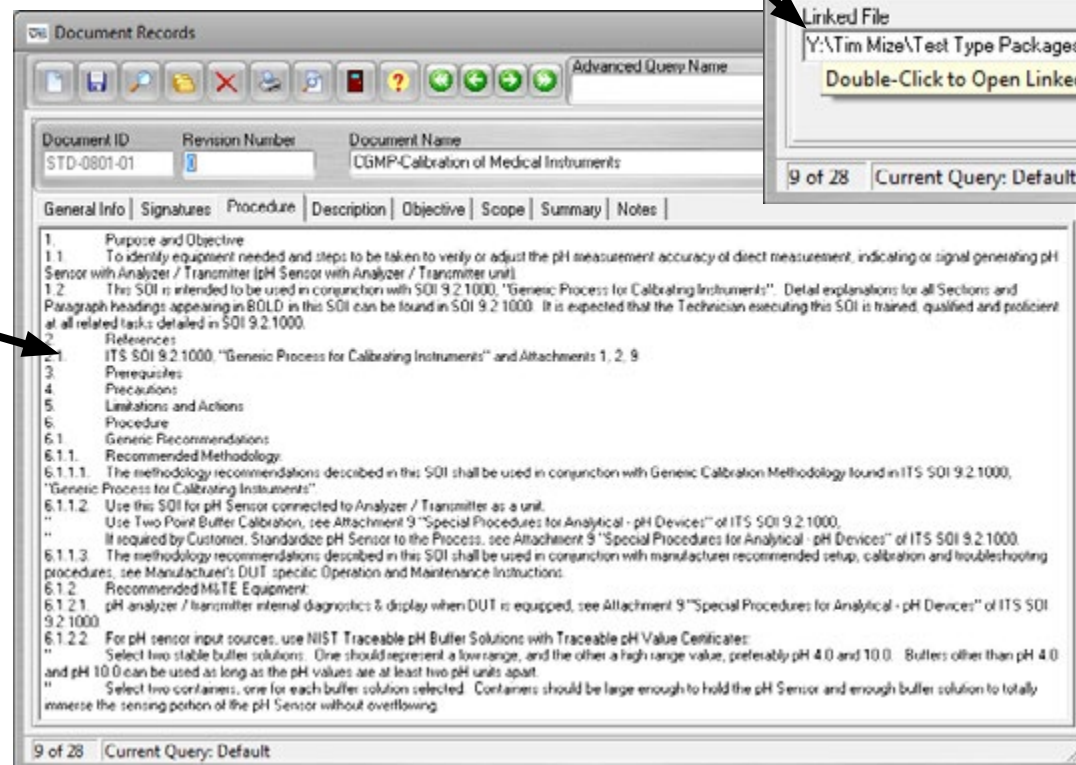 Document Records
Advanced Query Name
Document ID Revision Number Document Name
STD-0801-01 0 CGMP-Calibration of Medical Instruments
General Info Signatures Procedure Description Objective Scope Summary Notes
1. Purpose and Objective
1.1. To identify equipment needed and steps to be taken to verify or adjust the pH measurement accuracy of direct measurement, indicating or signal generating pH
Sensor with Analyzer / Transmitter (pH Sensor with Analyzer / Transmitter unit).
1.2 This SOI is intended to be used in conjunction with SOI 9.2.1000, "Generic Process for Calibrating Instruments". Detail explanations for all Sections and
Paragraph headings appearing in BOLD in this SOI can be found in SOI 9.2.1000. It is expected that the Technician executing this SOI is trained, qualified and proficient
at all related tasks detailed in SOI 9.2.1000.
2. References
2.1. ITS SOI 9.2.1000, "Generic Process for Calibrating Instruments" and Attachments 1, 2, 9
3. Prerequisites
4. Precautions
5. Limitations and Actions
6. Procedure
6.1. Generic Recommendations
6.1.1. Recommended Methodology:
6.1.1.1. The methodology recommendations described in this SOI shall be used in conjunction with Generic Calibration Methodology found in ITS SOI 9.2.1000,
"Generic Process for Calibrating Instruments".
6.1.1.2. Use this SOI for pH Sensor connected to Analyzer / Transmitter as a unit.
" Use Two Point Buffer Calibration, see Attachment 9 "Special Procedures for Analytical - pH Devices" of ITS SOI 9.2.1000,
" If required by Customer, Standardize pH Sensor to the Process, see Attachment 9 "Special Procedures for Analytical - pH Devices" of ITS SOI 9.2.1000.
6.1.1.3. The methodology recommendations described in this SOI shall be used in conjunction with manufacturer recommended setup, calibration and troubleshooting
procedures, see Manufacturer's DUT specific Operation and Maintenance Instructions.
6.1.2. Recommended M&TE Equipment:
6.1.2.1. pH analyzer / transmitter internal diagnostics & display when DUT is equipped, see Attachment 9 "Special Procedures for Analytical - pH Devices" of ITS SOI
9.2.1000.
6.1.2.2. For pH sensor input sources, use NIST Traceable pH Buffer Solutions with Traceable pH Value Certificates:
" Select two stable buffer solutions. One should represent a low range, and the other a high range value, preferably pH 4.0 and 10.0. Buffers other than pH 4.0
and pH 10.0 can be used as long as the pH values are at least two pH units apart.
" Select two containers, one for each buffer solution selected. Containers should be large enough to hold the pH Sensor and enough buffer solution to totally
immerse the sensing portion of the pH Sensor without overflowing.
9 of 28 Current Query: Default
Linked File
Y:\Tim Mize\Test Type Packages
Double-Click to Open Linked
9 of 28 Current Query: Default